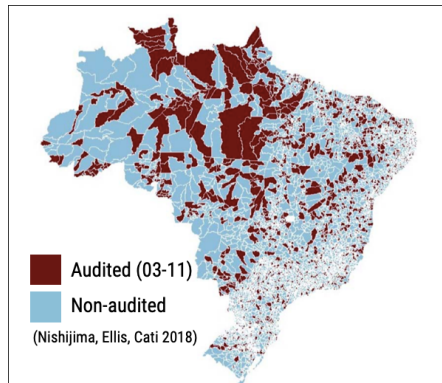 Audited (03-11)
Non-audited
(Nishijima, Ellis, Cati 2018)